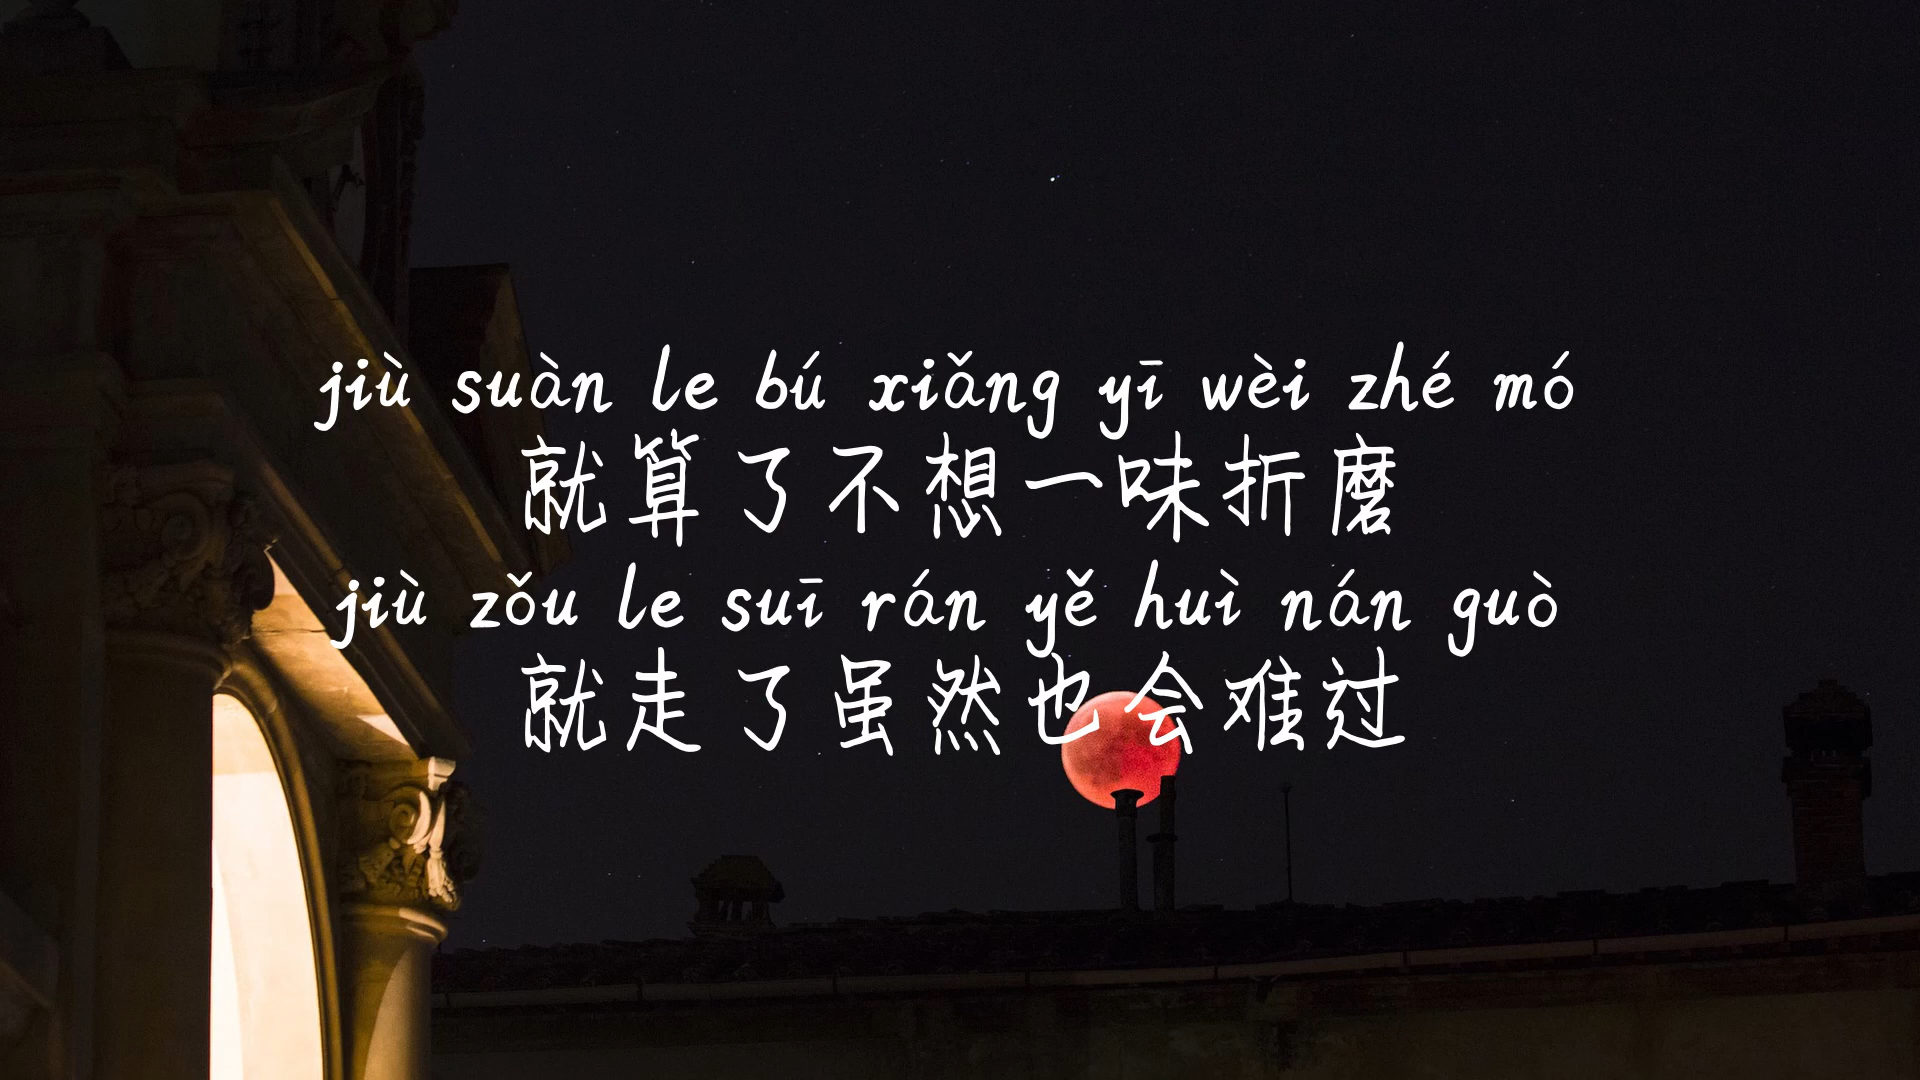 jiù suàn le bú xiǎng yī wèi zhé mó
就算了不想一味折磨
jiù zǒu le suī rán yě huì nán guò
就走了虽然也会难过